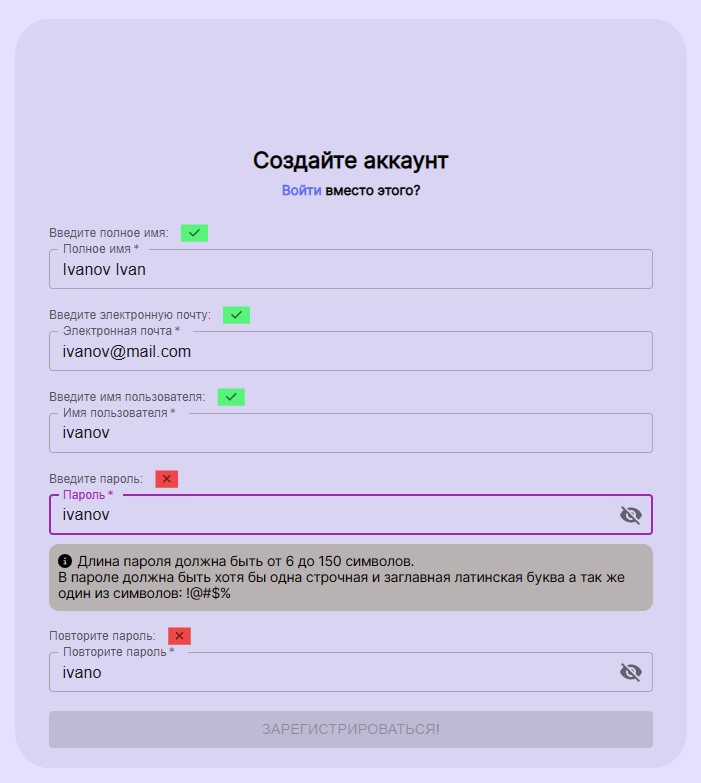 Создайте аккаунт
Войти вместо этого?
Введите полное имя:
Полное имя *
Ivanov Ivan
Введите электронную почту:
Электронная почта *
ivanov@mail.com
Введите имя пользователя:
Имя пользователя *
ivanov
Введите пароль:
Пароль *
ivanov
Длина пароля должна быть от 6 до 150 символов.
В пароле должна быть хотя бы одна строчная и заглавная латинская буква а так же
один из символов: !@#$%
Повторите пароль:
Повторите пароль *
ivano
ЗАРЕГИСТРИРОВАТЬСЯ!